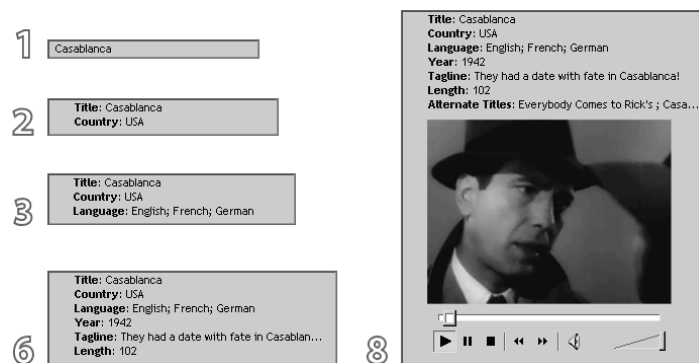 1
Casablanca
2
Title: Casablanca
Country: USA
3
Title: Casablanca
Country: USA
Language: English; French; German
6
Title: Casablanca
Country: USA
Language: English; French; German
Year: 1942
Tagline: They had a date with fate in Casablan...
Length: 102
8
Title: Casablanca
Country: USA
Language: English; French; German
Year: 1942
Tagline: They had a date with fate in Casablanca!
Length: 102
Alternate Titles: Everybody Comes to Rick's ; Casa...